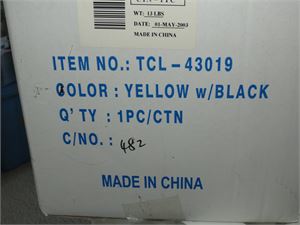 WT: 13 LBS
DATE: 01-MAY-2003
MADE IN CHINA
ITEM NO.: TCL-43019
COLOR: YELLOW w/BLACK
Q'TY: 1PC/CTN
C/NO.: 482
MADE IN CHINA